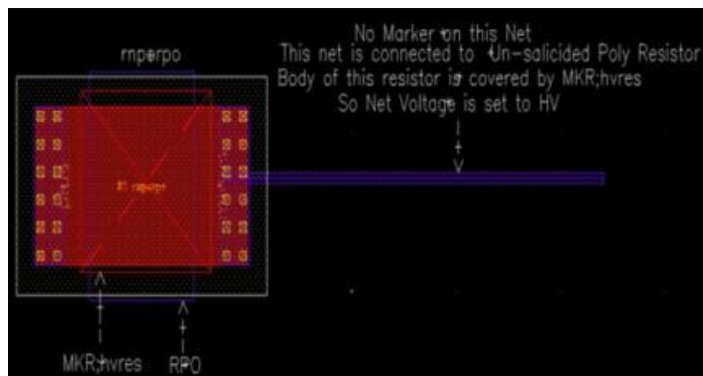 No Marker on this Net
rnporpo
This net is connected to Un-salicided Poly Resistor
Body of this resistor is covered by MKR;hvres
So Net Voltage is set to HV
MKR;hvres
RPO